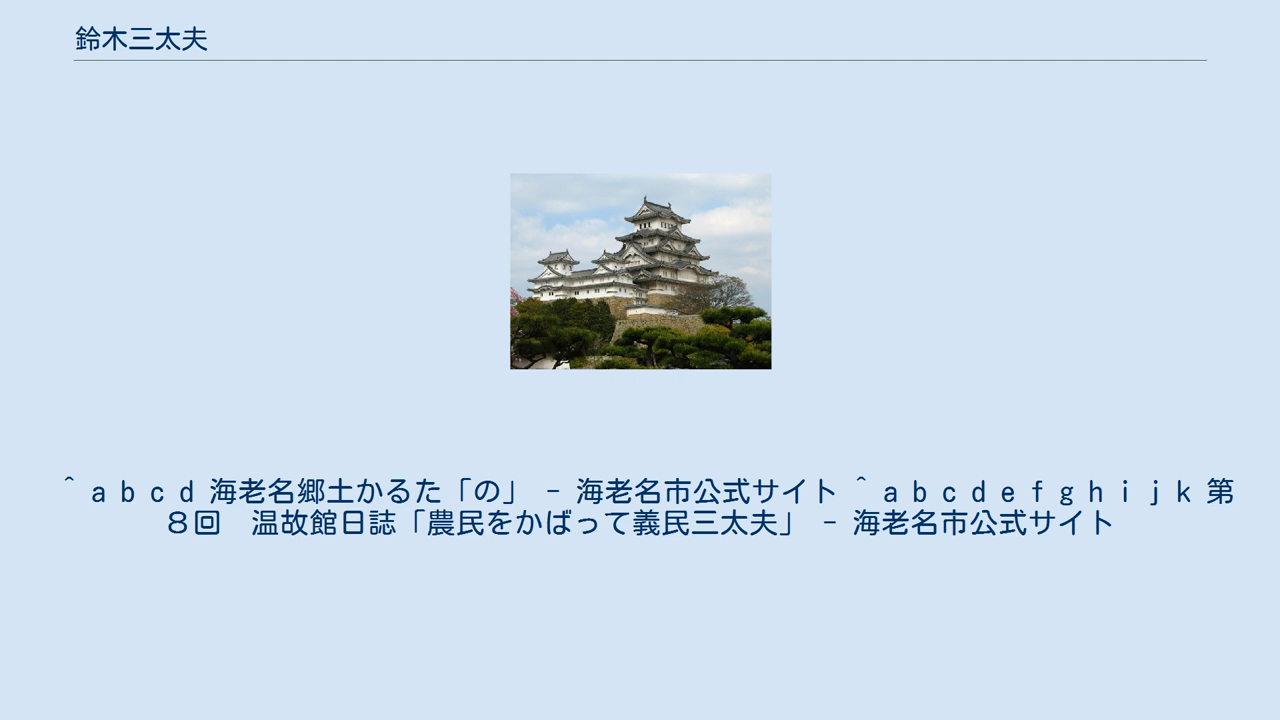 鈴木三太夫
^ a b c d 海老名郷土かるた「の」 - 海老名市公式サイト ^ a b c d e f g h i j k 第
８回　温故館日誌「農民をかばって義民三太夫」 - 海老名市公式サイト